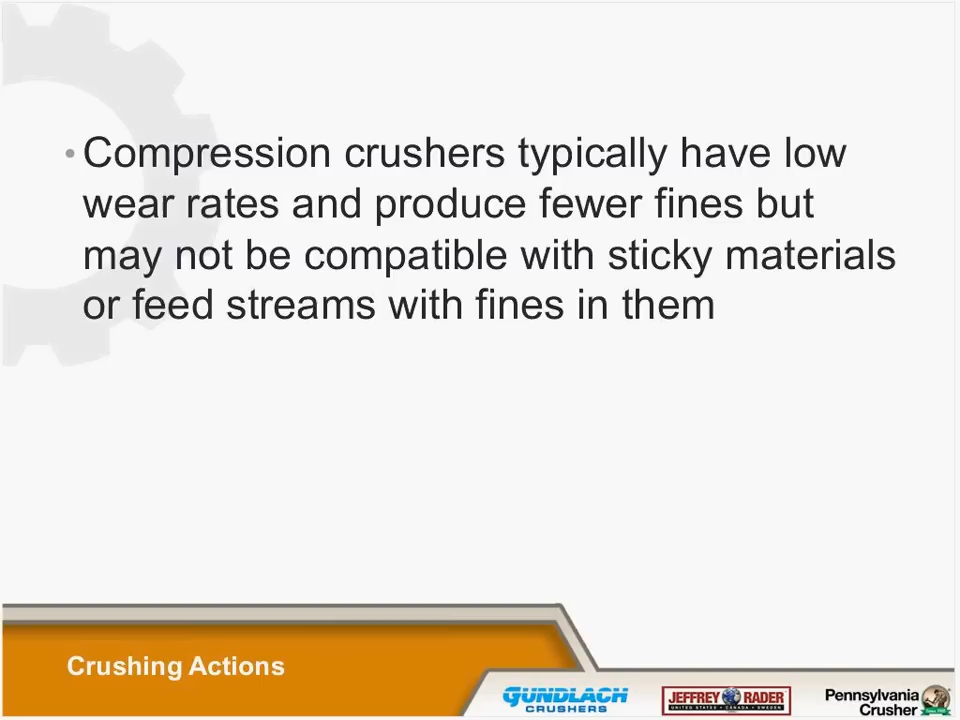 • Compression crushers typically have low
wear rates and produce fewer fines but
may not be compatible with sticky materials
or feed streams with fines in them
Crushing Actions
GUNDLACH
CRUSHERS
JEFFREY RADER
UNITED STATES • CANADA • SWEDEN
Pennsylvania
Crusher